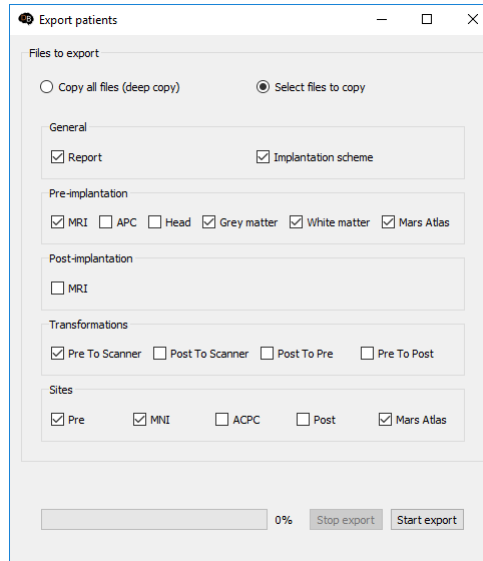 Export patients
Files to export
Copy all files (deep copy) Select files to copy
General
Report Implantation scheme
Pre-implantation
MRI APC Head Grey matter White matter Mars Atlas
Post-implantation
MRI
Transformations
Pre To Scanner Post To Scanner Post To Pre Pre To Post
Sites
Pre MNI ACPC Post Mars Atlas
0% Stop export Start export